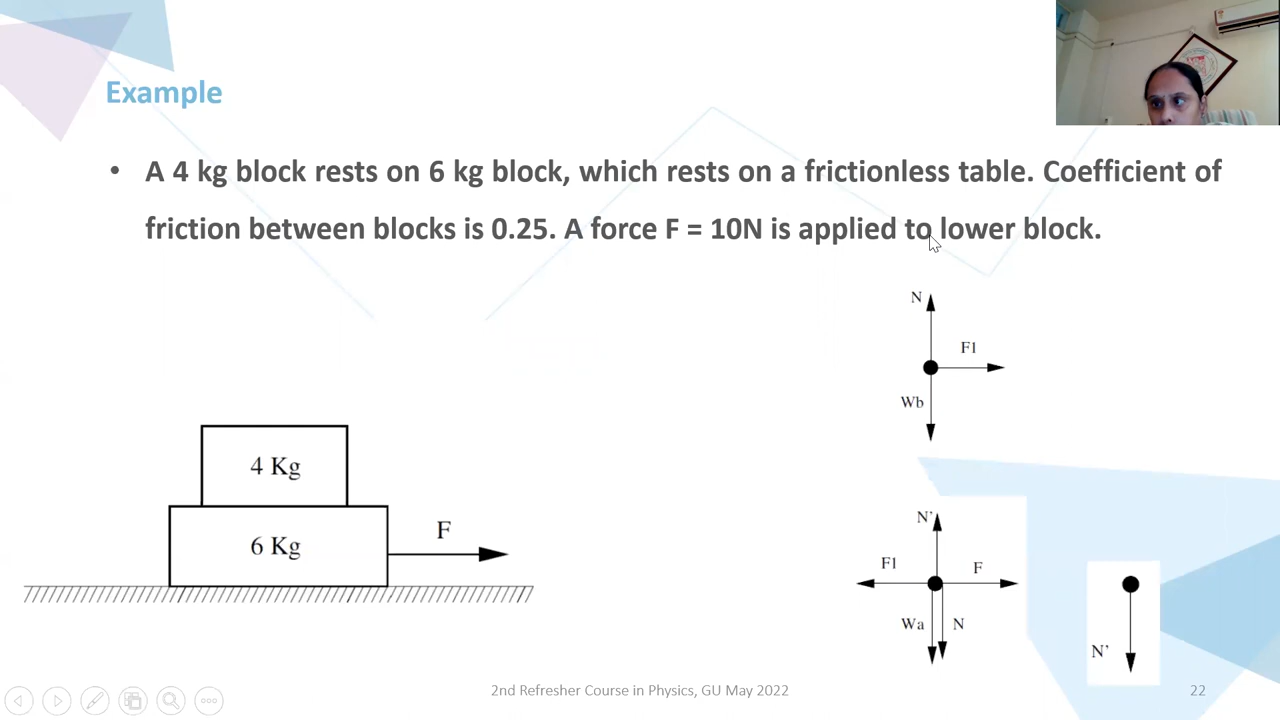 Example
• A 4 kg block rests on 6 kg block, which rests on a frictionless table. Coefficient of
friction between blocks is 0.25. A force F = 10N is applied to lower block.
N
F1
Wb
4 Kg
6 Kg
F
N'
F1
F
Wa
N
N'
2nd Refresher Course in Physics, GU May 2022
22